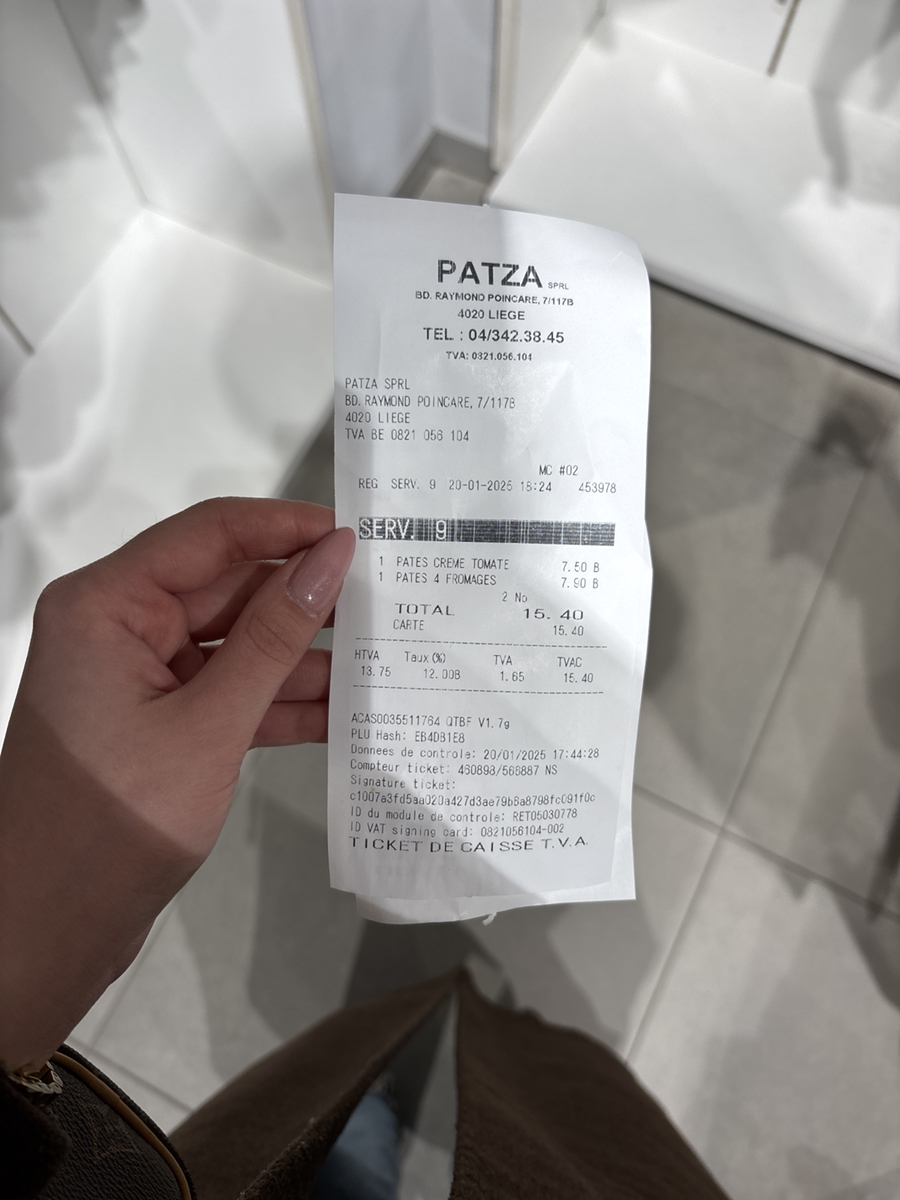 PATZA SPRL
BD. RAYMOND POINCARE, 7/117B
4020 LIEGE
TEL : 04/342.38.45
TVA: 0821.056.104
PATZA SPRL
BD. RAYMOND POINCARE, 7/117B
4020 LIEGE
TVA BE 0821 056 104
MC #02
REG SERV. 9 20-01-2025 18:24 453978
SERV. 9
1 PATES CREME TOMATE 7.50 B
1 PATES 4 FROMAGES 7.90 B
2 No
TOTAL 15.40
CARTE 15.40
HTVA Taux(%) TVA TVAC
13.75 12.00B 1.65 15.40
ACAS0035511764 QTBF V1.7g
PLU Hash: EB4DB1E8
Donnees de controle: 20/01/2025 17:44:28
Compteur ticket: 460893/566887 NS
Signature ticket:
c1007a3fd5aa020a427d3ae79b6a8798fc091f0c
ID du module de controle: RET05030778
ID VAT signing card: 0821056104-002
TICKET DE CAISSE T.V.A.